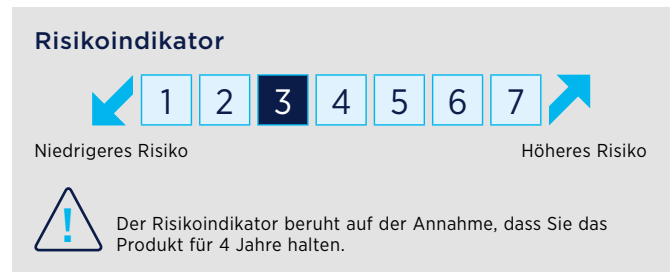 Risikoindikator
1 2 3 4 5 6 7
Niedrigeres Risiko Höheres Risiko
!
Der Risikoindikator beruht auf der Annahme, dass Sie das
Produkt für 4 Jahre halten.